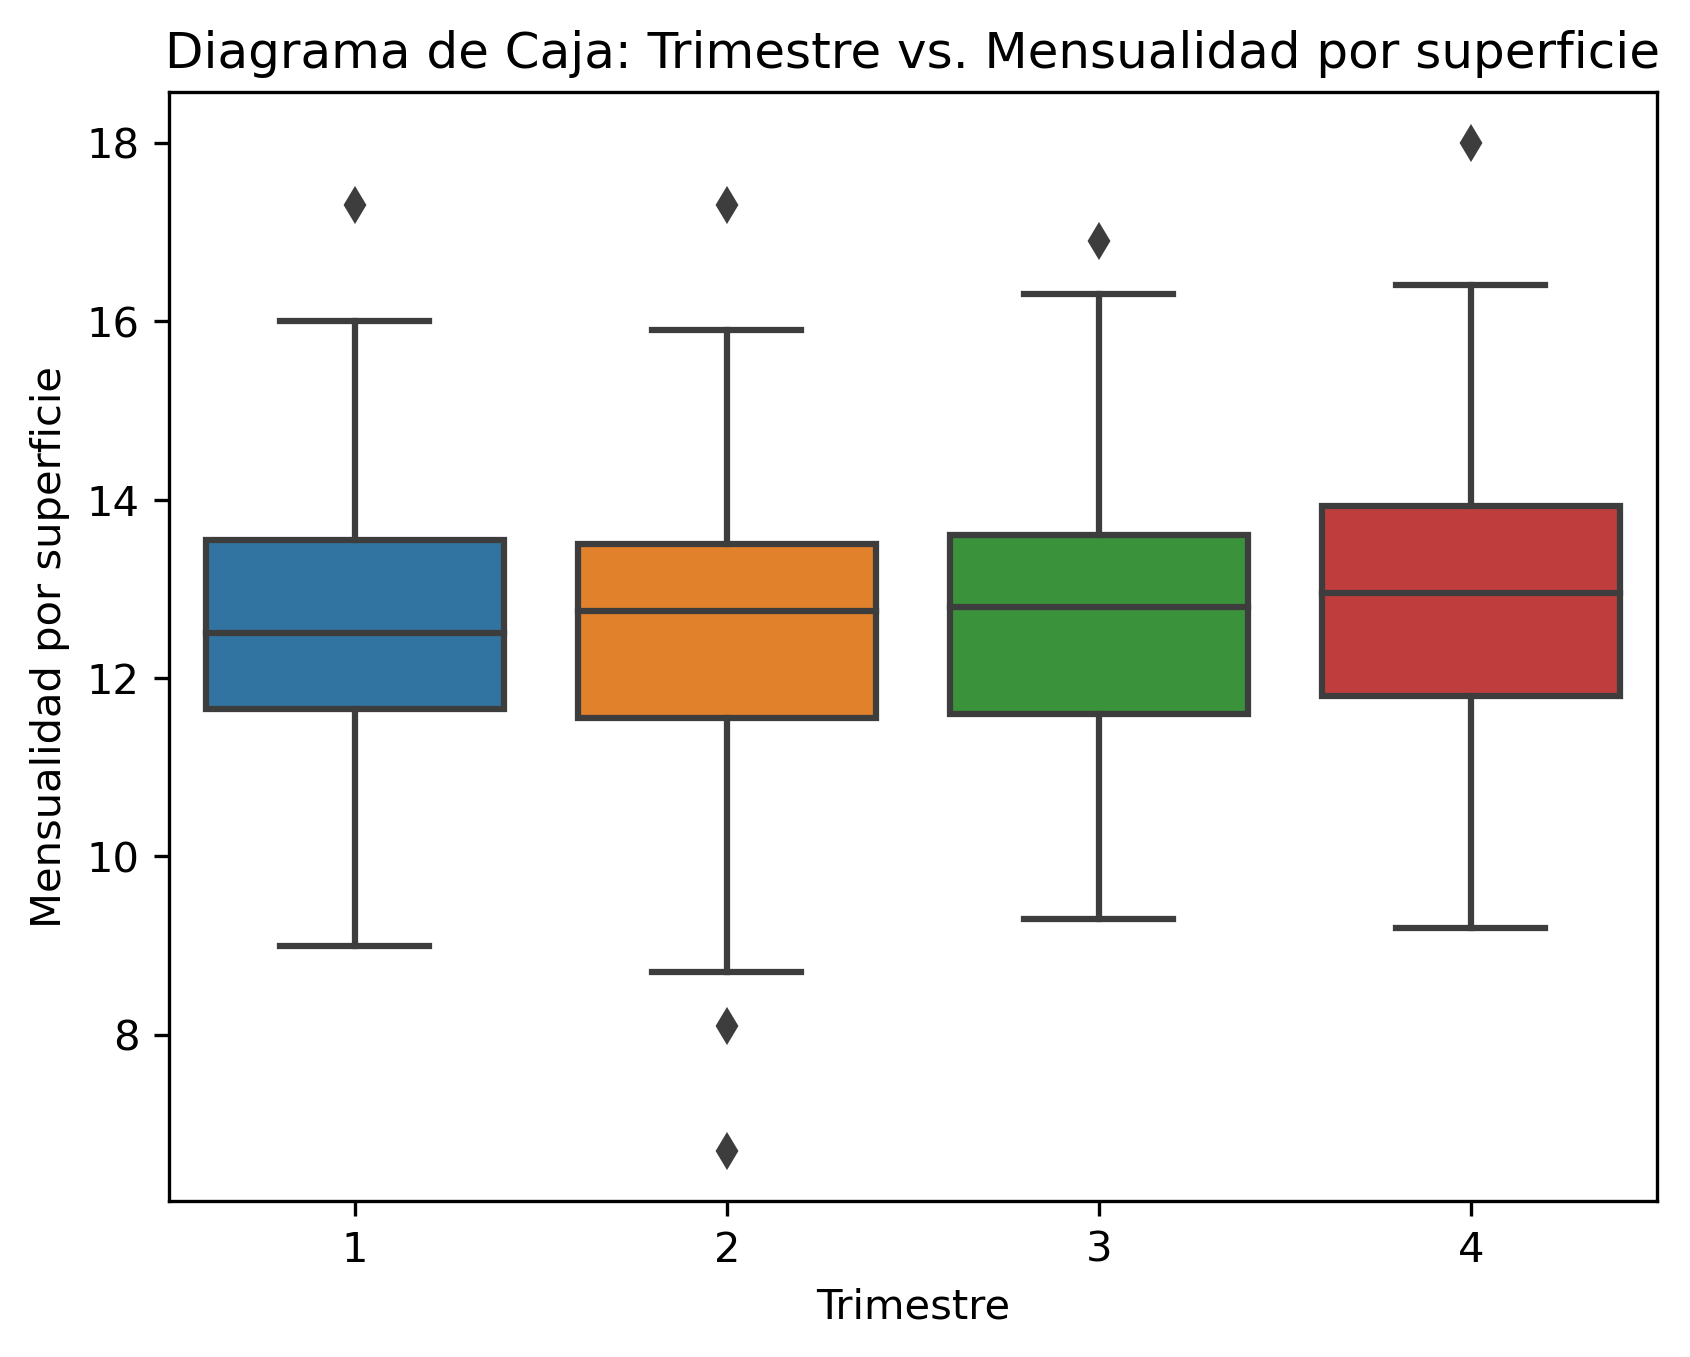 Diagrama de Caja: Trimestre vs. Mensualidad por superficie
Mensualidad por superficie
18
16
14
12
10
8
1 2 3 4
Trimestre